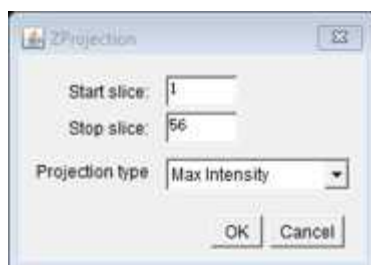 ZProjection
Start slice: 1
Stop slice: 56
Projection type Max Intensity
OK Cancel